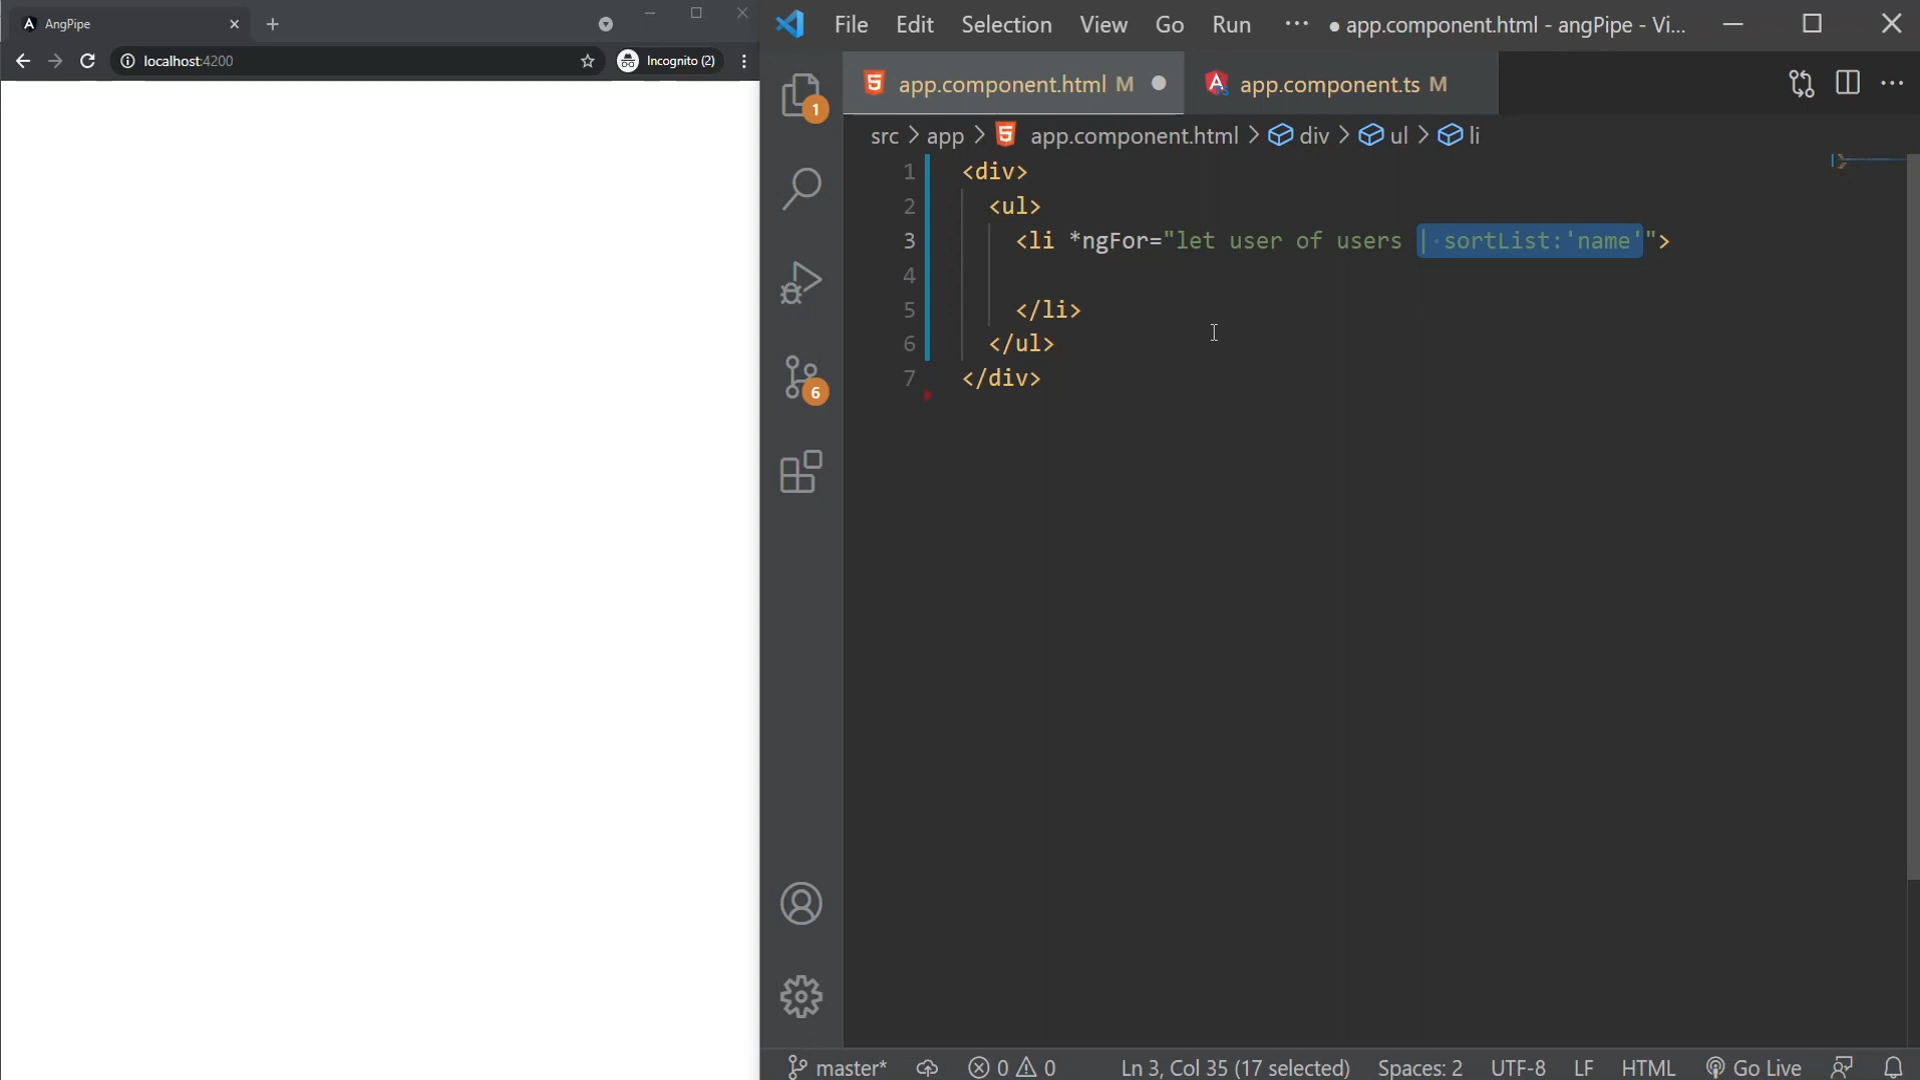 AngPipe
localhost:4200
Incognito (2)
File Edit Selection View Go Run ··· ● app.component.html - angPipe - Vi...
app.component.html M
app.component.ts M
src > app > app.component.html > div > ul > li
1 <div>
2 <ul>
3 <li *ngFor="let user of users | sortList:'name'">
4
5 </li>
6 </ul>
7 </div>
1
6
master* 0 0 Ln 3, Col 35 (17 selected) Spaces: 2 UTF-8 LF HTML Go Live